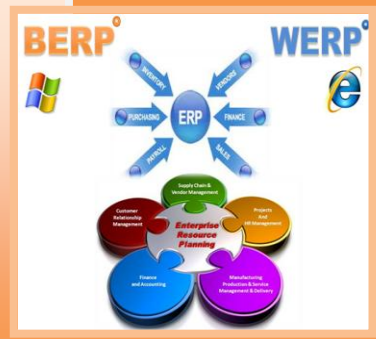 BERP®
WERP®
INVENTORY
VENDORS
PURCHASING
ERP
FINANCE
PAYROLL
SALES
Supply Chain &
Vendor Management
Customer
Relationship
Management
Projects
And
HR Management
Enterprise
Resource
Planning
Finance
and Accounting
Manufacturing
Production & Service
Management & Delivery